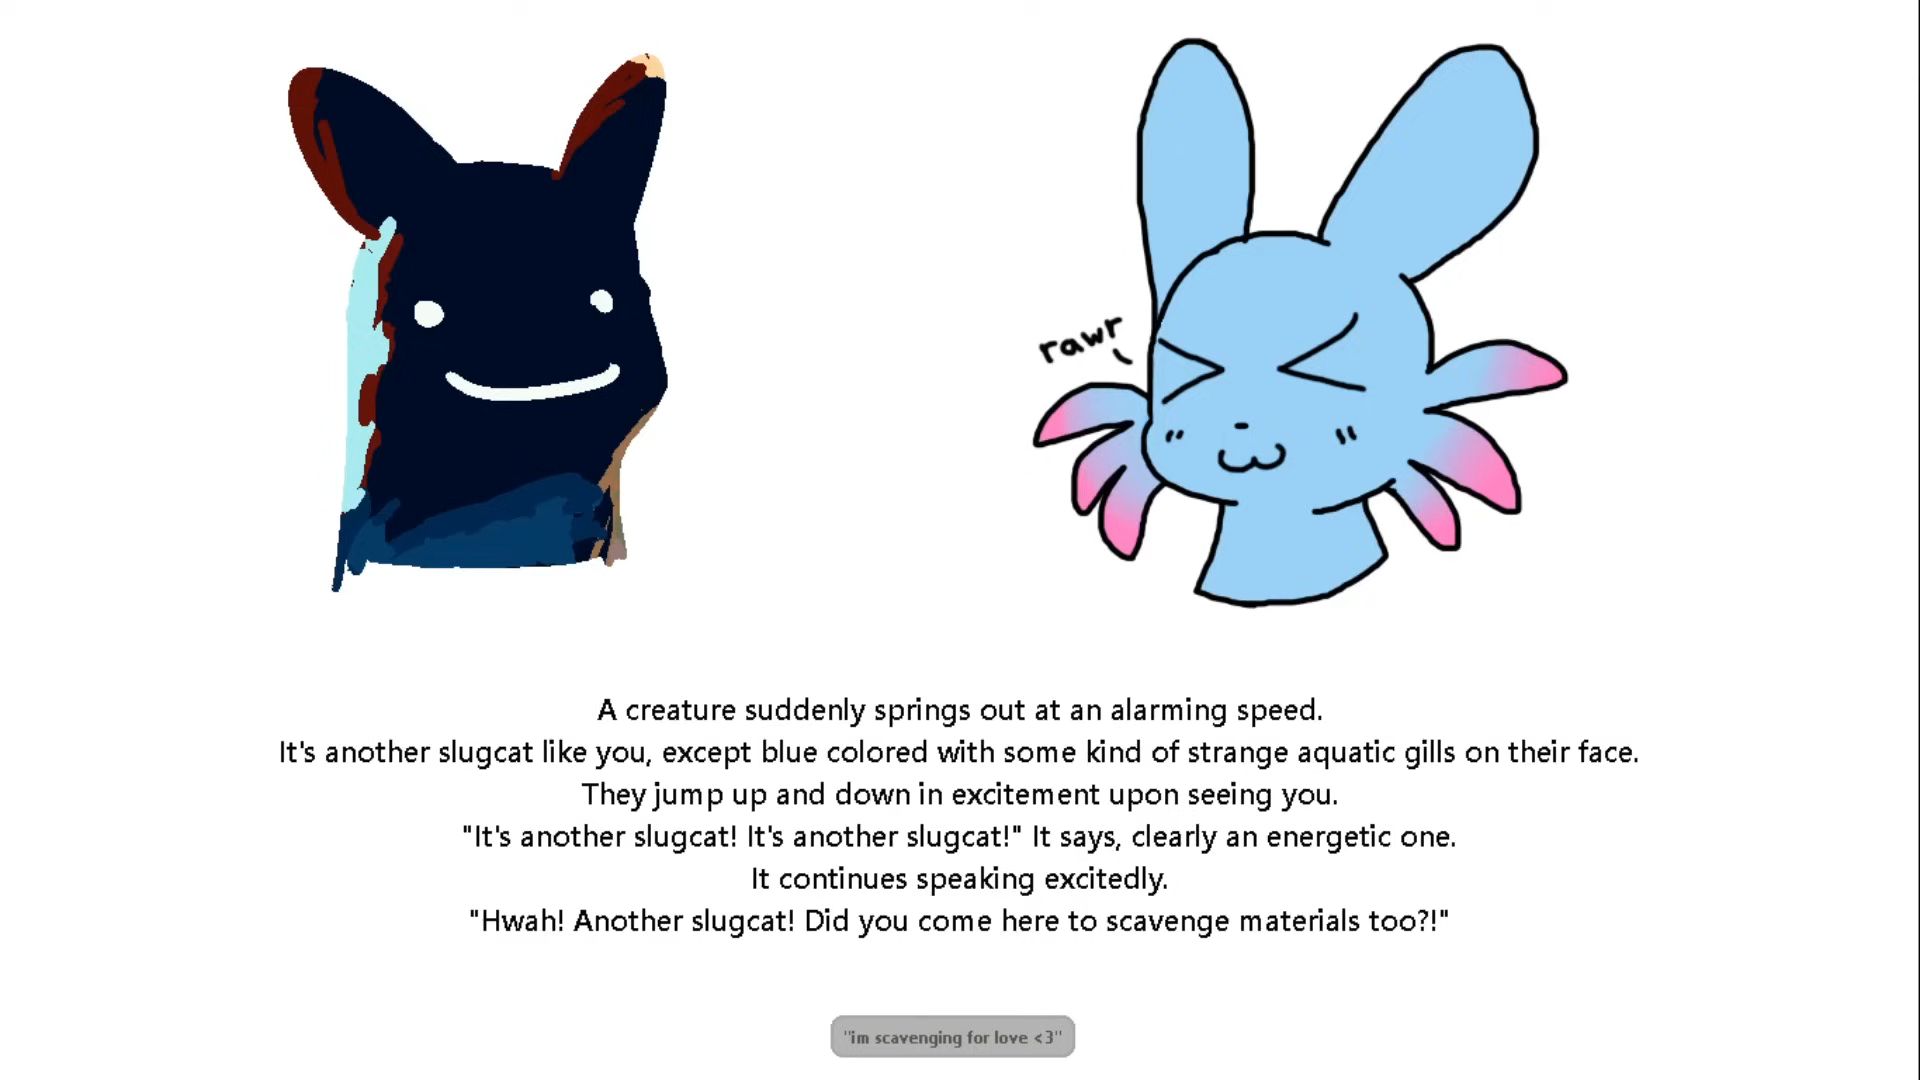 rawr
A creature suddenly springs out at an alarming speed.
It's another slugcat like you, except blue colored with some kind of strange aquatic gills on their face.
They jump up and down in excitement upon seeing you.
"It's another slugcat! It's another slugcat!" It says, clearly an energetic one.
It continues speaking excitedly.
"Hwah! Another slugcat! Did you come here to scavenge materials too?!"
"im scavenging for love <3"